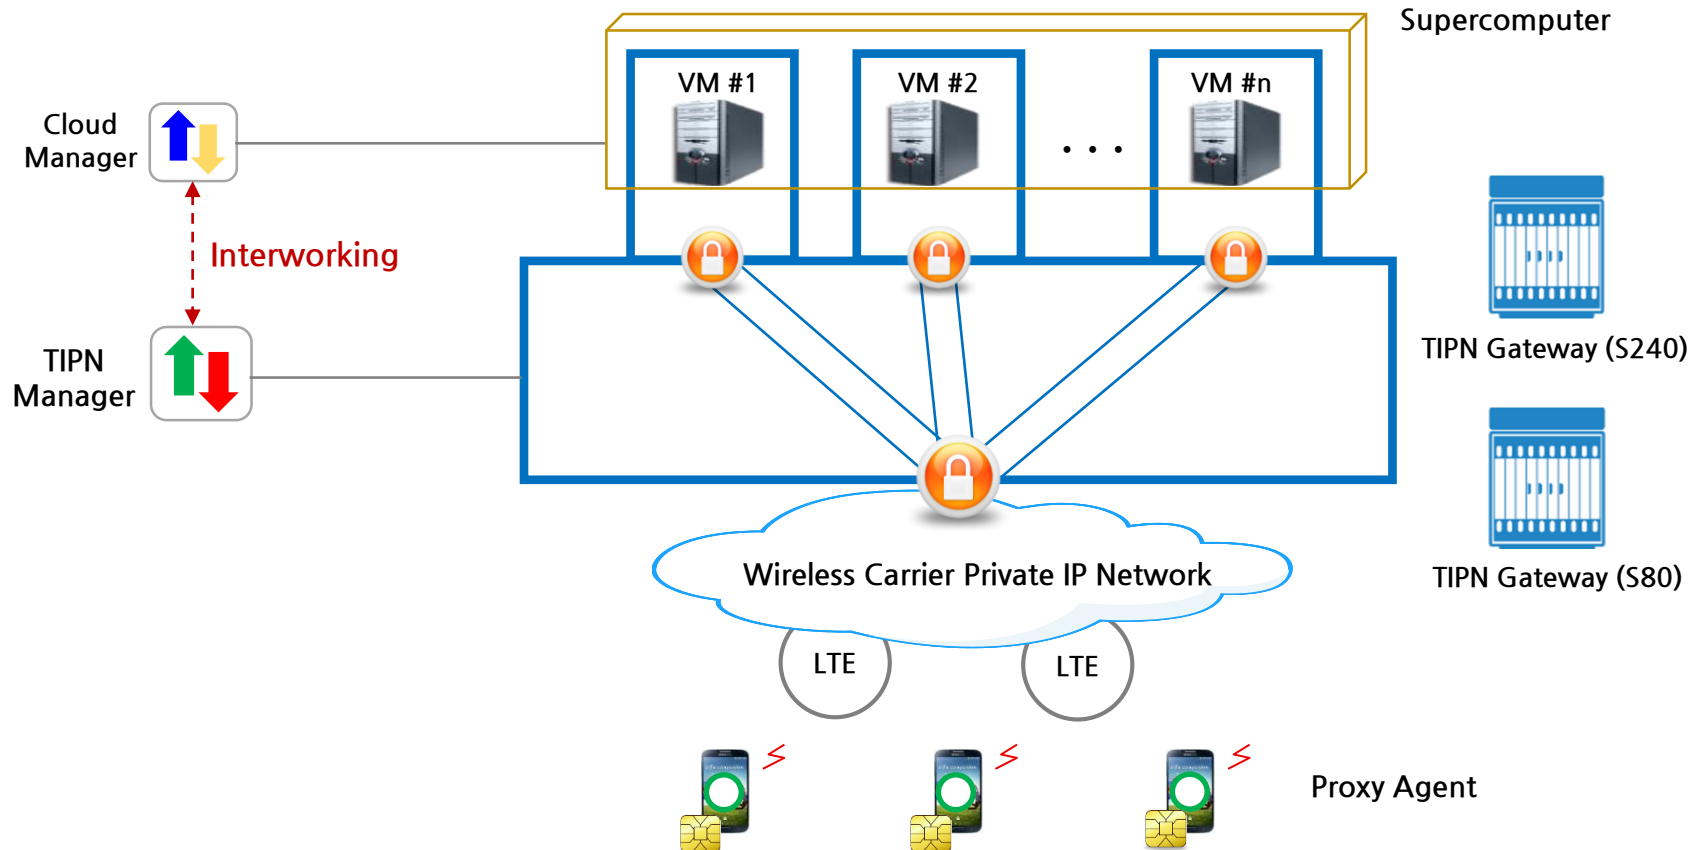 Supercomputer
VM #1
VM #2
VM #n
. . .
Cloud
Manager
Interworking
TIPN
Manager
TIPN Gateway (S240)
TIPN Gateway (S80)
Wireless Carrier Private IP Network
LTE
LTE
Proxy Agent